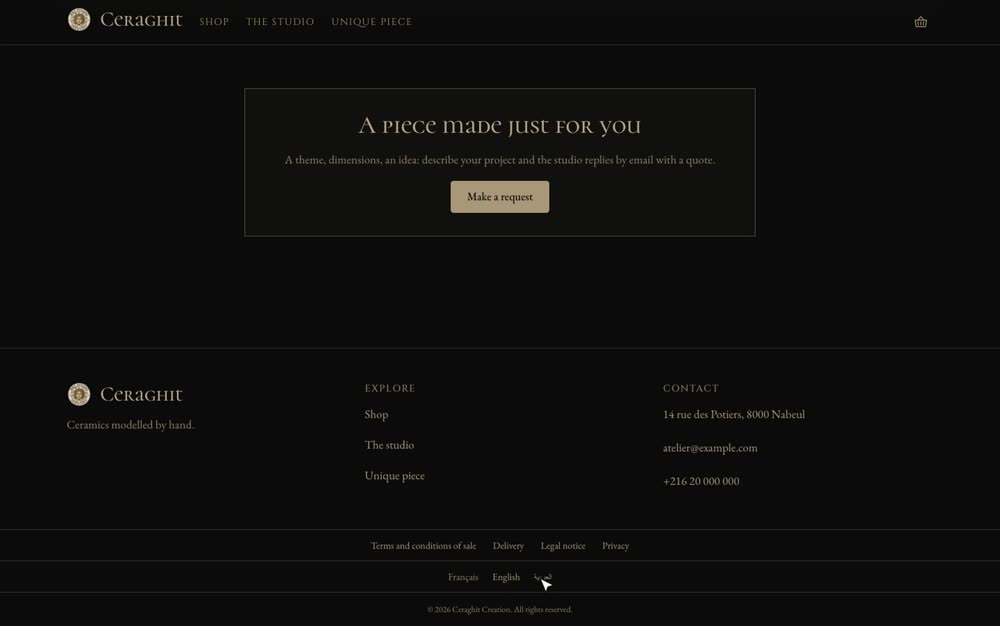 Ceraghit
SHOP THE STUDIO UNIQUE PIECE
A piece made just for you
A theme, dimensions, an idea: describe your project and the studio replies by email with a quote.
Make a request
Ceraghit
Ceramics modelled by hand.
EXPLORE
Shop
The studio
Unique piece
CONTACT
14 rue des Potiers, 8000 Nabeul
atelier@example.com
+216 20 000 000
Terms and conditions of sale Delivery Legal notice Privacy
Français English العربية
© 2026 Ceraghit Creation. All rights reserved.